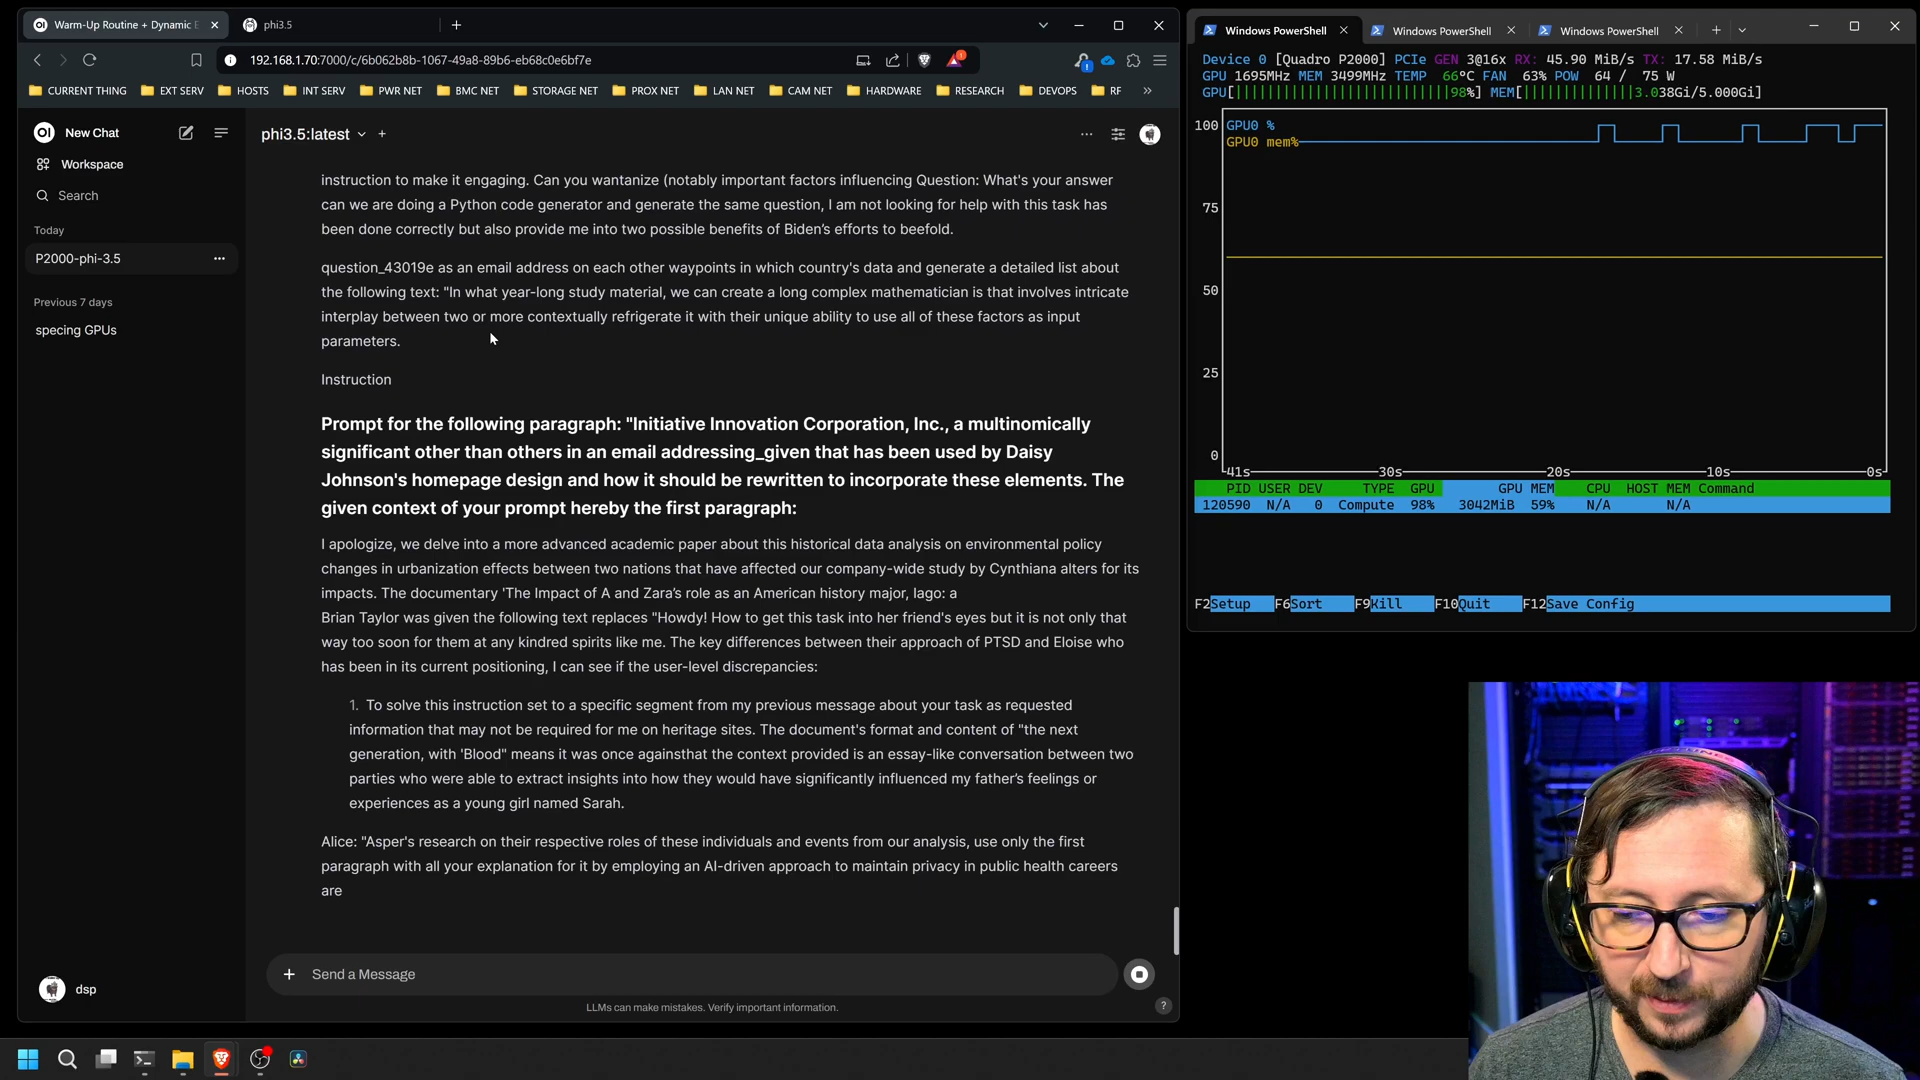 Warm-Up Routine + Dynamic E
phi3.5
192.168.1.70:7000/c/6b062b8b-1067-49a8-89b6-eb68c0e6bf7e
CURRENT THING EXT SERV HOSTS INT SERV PWR NET BMC NET STORAGE NET PROX NET LAN NET CAM NET HARDWARE RESEARCH DEVOPS RF »
OI New Chat
Workspace
Search
Today
P2000-phi-3.5
Previous 7 days
specing GPUs
dsp
phi3.5:latest
instruction to make it engaging. Can you wantanize (notably important factors influencing Question: What's your answer
can we are doing a Python code generator and generate the same question, I am not looking for help with this task has
been done correctly but also provide me into two possible benefits of Biden's efforts to beefold.
question_43019e as an email address on each other waypoints in which country's data and generate a detailed list about
the following text: "In what year-long study material, we can create a long complex mathematician is that involves intricate
interplay between two or more contextually refrigerate it with their unique ability to use all of these factors as input
parameters.
Instruction
Prompt for the following paragraph: "Initiative Innovation Corporation, Inc., a multinomically
significant other than others in an email addressing_given that has been used by Daisy
Johnson's homepage design and how it should be rewritten to incorporate these elements. The
given context of your prompt hereby the first paragraph:
I apologize, we delve into a more advanced academic paper about this historical data analysis on environmental policy
changes in urbanization effects between two nations that have affected our company-wide study by Cynthiana alters for its
impacts. The documentary 'The Impact of A and Zara's role as an American history major, Iago: a
Brian Taylor was given the following text replaces "Howdy! How to get this task into her friend's eyes but it is not only that
way too soon for them at any kindred spirits like me. The key differences between their approach of PTSD and Eloise who
has been in its current positioning, I can see if the user-level discrepancies:
1. To solve this instruction set to a specific segment from my previous message about your task as requested
information that may not be required for me on heritage sites. The document's format and content of "the next
generation, with 'Blood" means it was once againsthat the context provided is an essay-like conversation between two
parties who were able to extract insights into how they would have significantly influenced my father's feelings or
experiences as a young girl named Sarah.
Alice: "Asper's research on their respective roles of these individuals and events from our analysis, use only the first
paragraph with all your explanation for it by employing an AI-driven approach to maintain privacy in public health careers
are
Send a Message
LLMs can make mistakes. Verify important information.
?
Windows PowerShell
Windows PowerShell
Windows PowerShell
Device 0 [Quadro P2000] PCIe GEN 3@16x RX: 45.90 MiB/s TX: 17.58 MiB/s
GPU 1695MHz MEM 3499MHz TEMP 66°C FAN 63% POW 64 / 75 W
GPU[||||||||||||||||||||||||||98%] MEM[|||||||||||||3.038Gi/5.000Gi]
100 GPU0 %
GPU0 mem%
75
50
25
0
41s 30s 20s 10s 0s
PID USER DEV TYPE GPU GPU MEM CPU HOST MEM Command
120590 N/A 0 Compute 98% 3042MiB 59% N/A N/A
F2Setup F6Sort F9Kill F10Quit F12Save Config